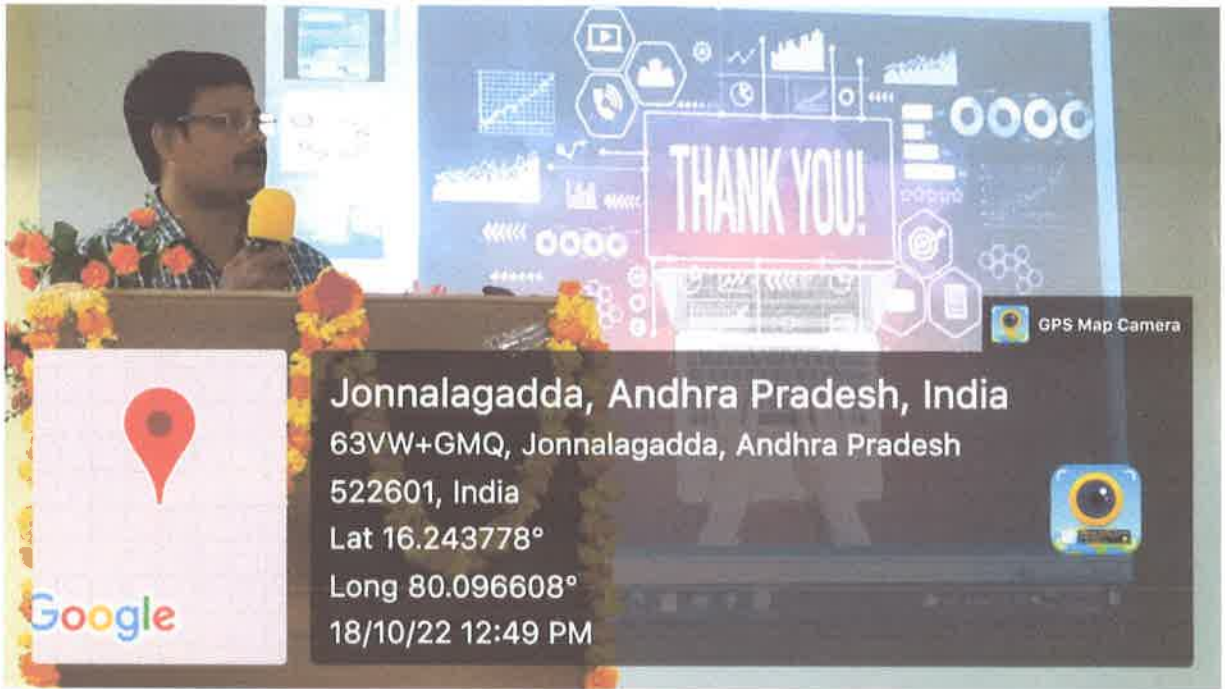 THANK YOU!
GPS Map Camera
Jonnalagadda, Andhra Pradesh, India
63VW+GMQ, Jonnalagadda, Andhra Pradesh
522601, India
Lat 16.243778°
Long 80.096608°
18/10/22 12:49 PM
Google